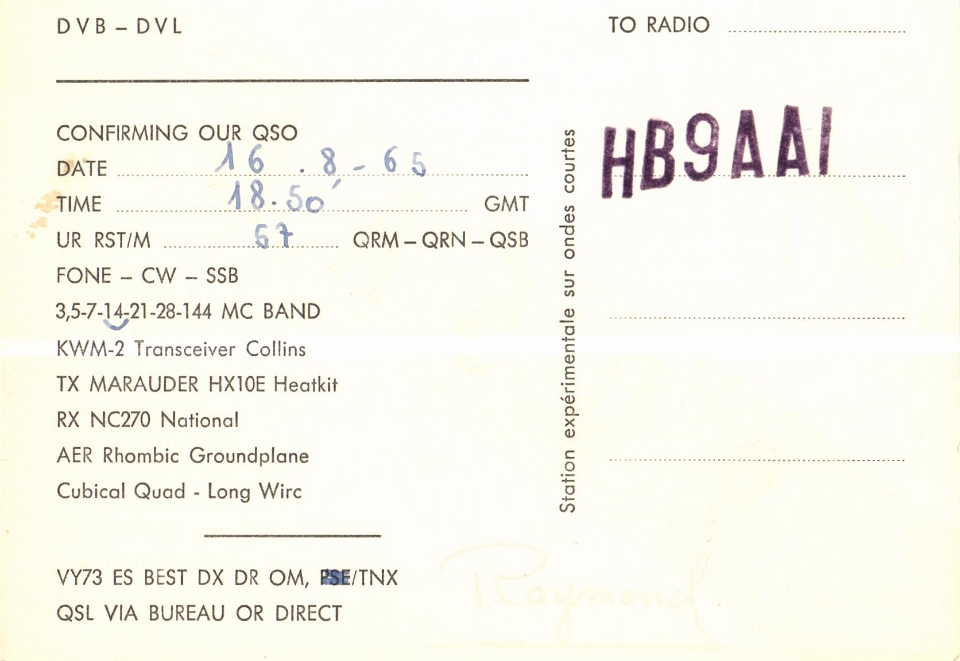 DVB – DVL
CONFIRMING OUR QSO
DATE 16 . 8 - 65
TIME 18.50' GMT
UR RST/M 57 QRM – QRN – QSB
FONE – CW – SSB
3,5-7-14-21-28-144 MC BAND
KWM-2 Transceiver Collins
TX MARAUDER HX10E Heatkit
RX NC270 National
AER Rhombic Groundplane
Cubical Quad - Long Wirc
VY73 ES BEST DX DR OM, PSE/TNX
QSL VIA BUREAU OR DIRECT
Station expérimentale sur ondes courtes
TO RADIO
HB9AAI
Raymond